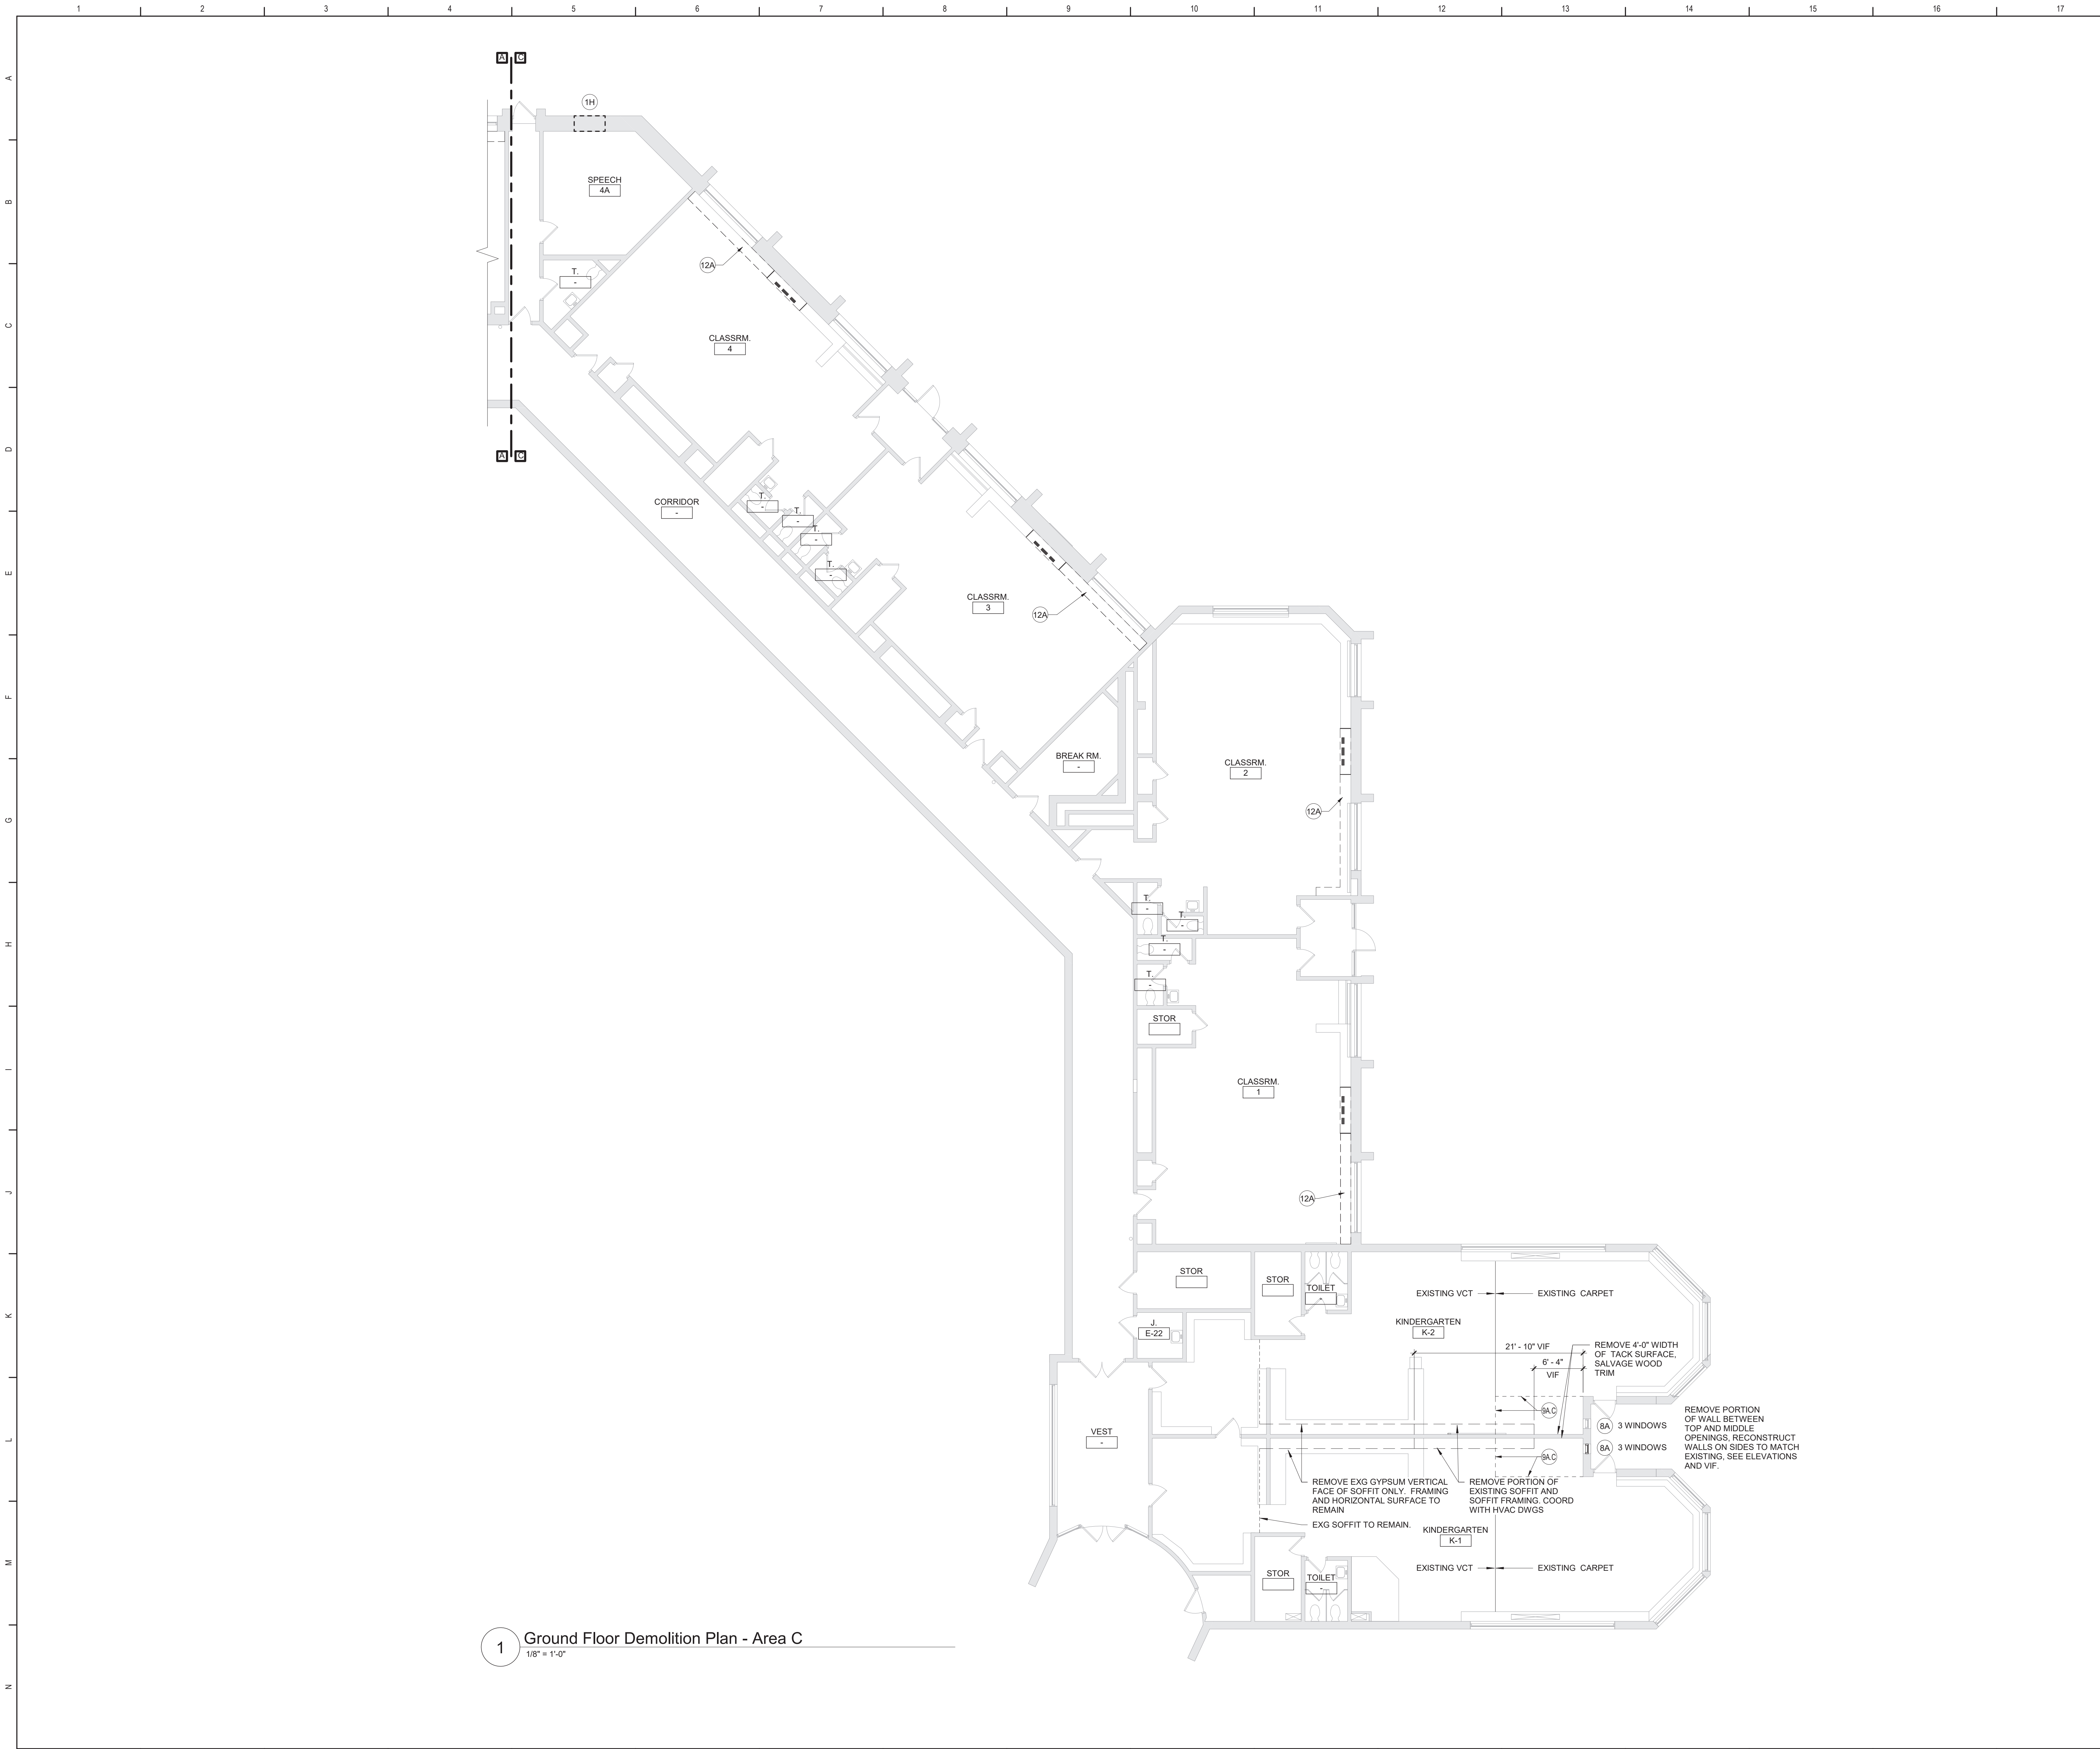 1 2 3 4 5 6 7 8 9 10 11 12 13 14 15 16 17
A
B
C
D
E
F
G
H
I
J
K
L
M
N
A C
1H
SPEECH
4A
T.
-
12A
CLASSRM.
4
A C
CORRIDOR
-
T.
-
T.
-
T.
-
T.
-
CLASSRM.
3
12A
BREAK RM.
-
CLASSRM.
2
12A
T.
-
T.
-
T.
-
T.
-
STOR
CLASSRM.
1
12A
STOR
STOR
TOILET
-
J.
E-22
EXISTING VCT
EXISTING CARPET
KINDERGARTEN
K-2
21' - 10" VIF
6' - 4"
VIF
REMOVE 4'-0" WIDTH
OF TACK SURFACE,
SALVAGE WOOD
TRIM
9A,C
8A 3 WINDOWS
8A 3 WINDOWS
9A,C
REMOVE PORTION
OF WALL BETWEEN
TOP AND MIDDLE
OPENINGS, RECONSTRUCT
WALLS ON SIDES TO MATCH
EXISTING, SEE ELEVATIONS
AND VIF.
VEST
-
REMOVE EXG GYPSUM VERTICAL
FACE OF SOFFIT ONLY. FRAMING
AND HORIZONTAL SURFACE TO
REMAIN
REMOVE PORTION OF
EXISTING SOFFIT AND
SOFFIT FRAMING. COORD
WITH HVAC DWGS
EXG SOFFIT TO REMAIN.
KINDERGARTEN
K-1
EXISTING VCT
EXISTING CARPET
STOR
TOILET
-
1
Ground Floor Demolition Plan - Area C
1/8" = 1'-0"